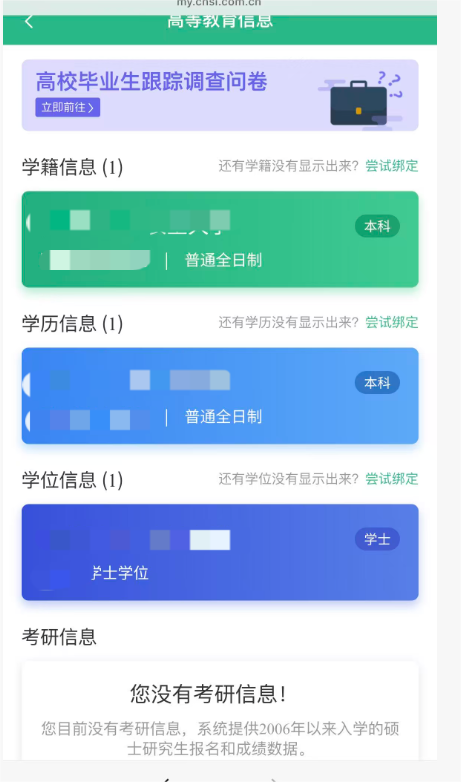 my.chsi.com.cn
高等教育信息
高校毕业生跟踪调查问卷
立即前往
学籍信息 (1)
还有学籍没有显示出来？尝试绑定
本科
| 普通全日制
学历信息 (1)
还有学历没有显示出来？尝试绑定
本科
| 普通全日制
学位信息 (1)
还有学位没有显示出来？尝试绑定
学士
学士学位
考研信息
您没有考研信息！
您目前没有考研信息，系统提供2006年以来入学的硕
士研究生报名和成绩数据。